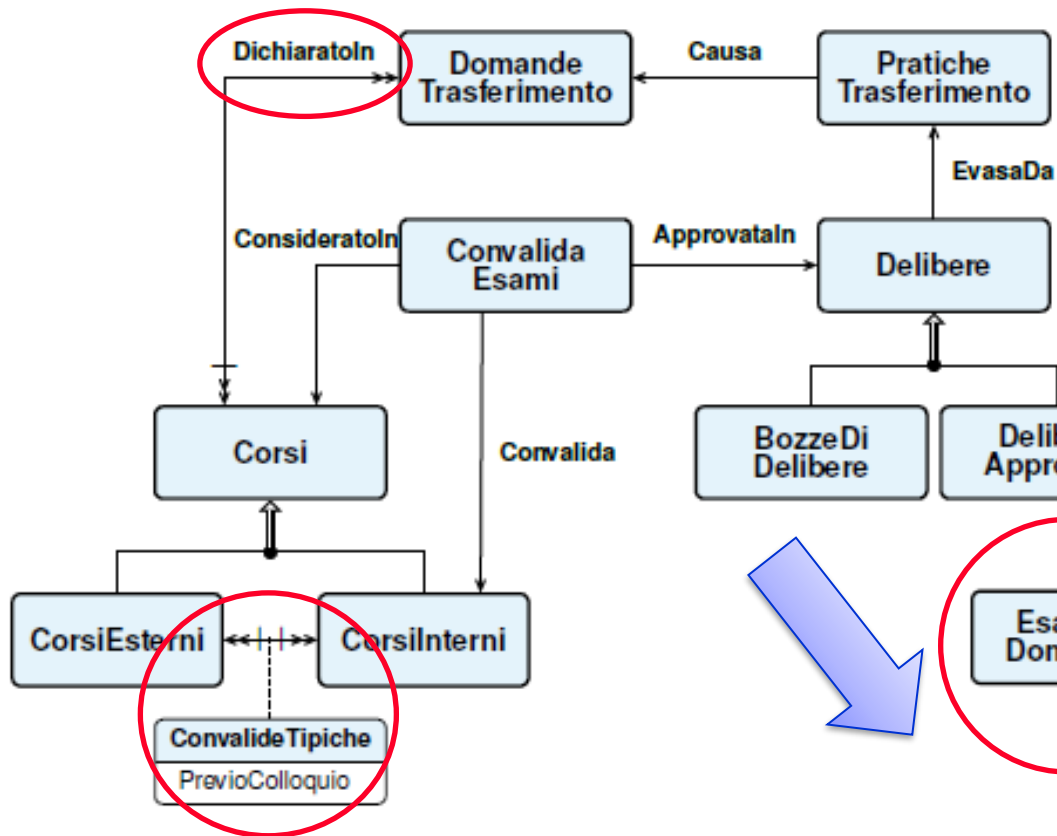 DichiaratoIn
Domande
Trasferimento
Causa
Pratiche
Trasferimento
EvasaDa
ConsideratoIn
Convalida
Esami
ApprovataIn
Delibere
Corsi
Convalida
BozzeDi
Delibere
CorsiEsterni
CorsiInterni
ConvalideTipiche
PrevioColloquio